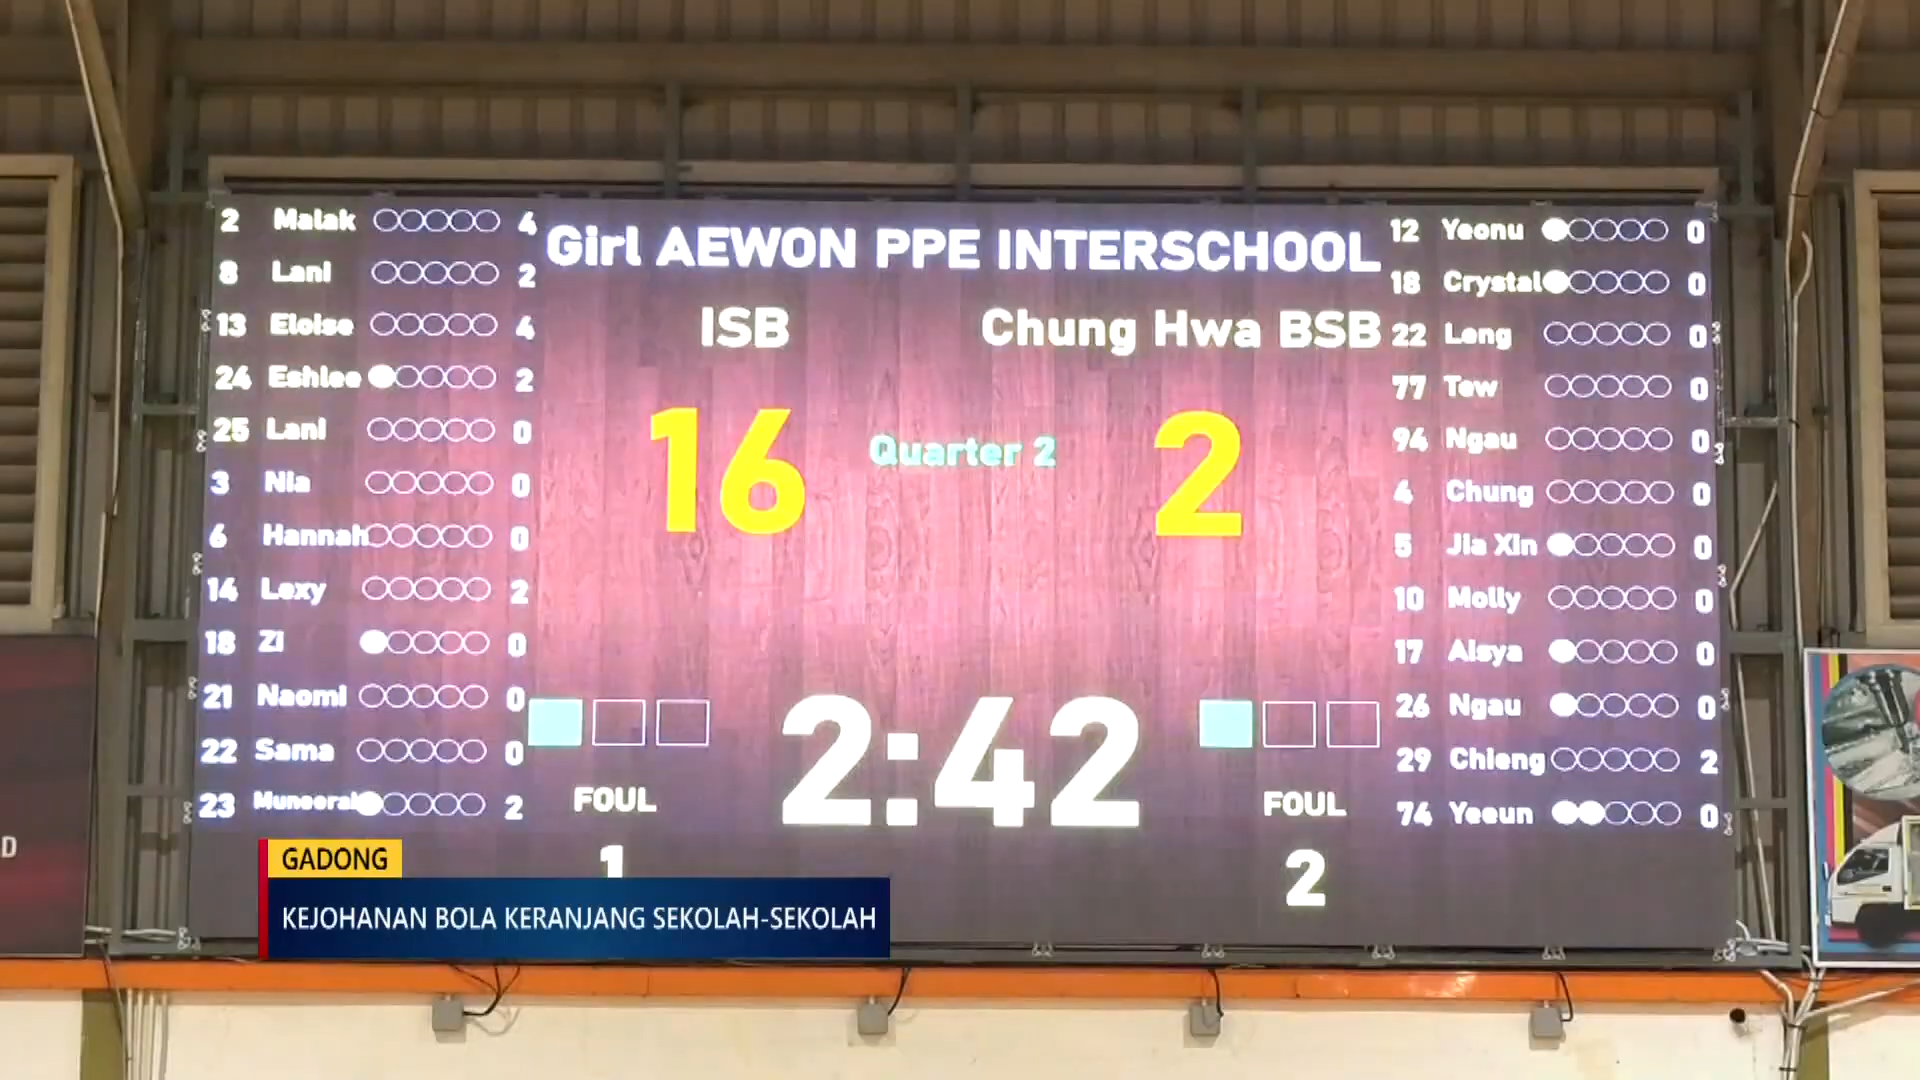 Girl AEWON PPE INTERSCHOOL
ISB
Chung Hwa BSB
16
Quarter 2
2
2:42
FOUL
1
FOUL
2
2 Malak 4
8 Lani 2
13 Eloise 4
24 Eshlee 2
25 Lani 0
3 Nia 0
6 Hannah 0
14 Lexy 2
18 Zi 0
21 Naomi 0
22 Sama 0
23 Muneerah 2
12 Yeonu 0
18 Crystal 0
22 Leng 0
77 Tew 0
94 Ngau 0
4 Chung 0
5 Jia Xin 0
10 Molly 0
17 Aisya 0
26 Ngau 0
29 Chieng 2
74 Yeeun 0
D
GADONG
KEJOHANAN BOLA KERANJANG SEKOLAH-SEKOLAH